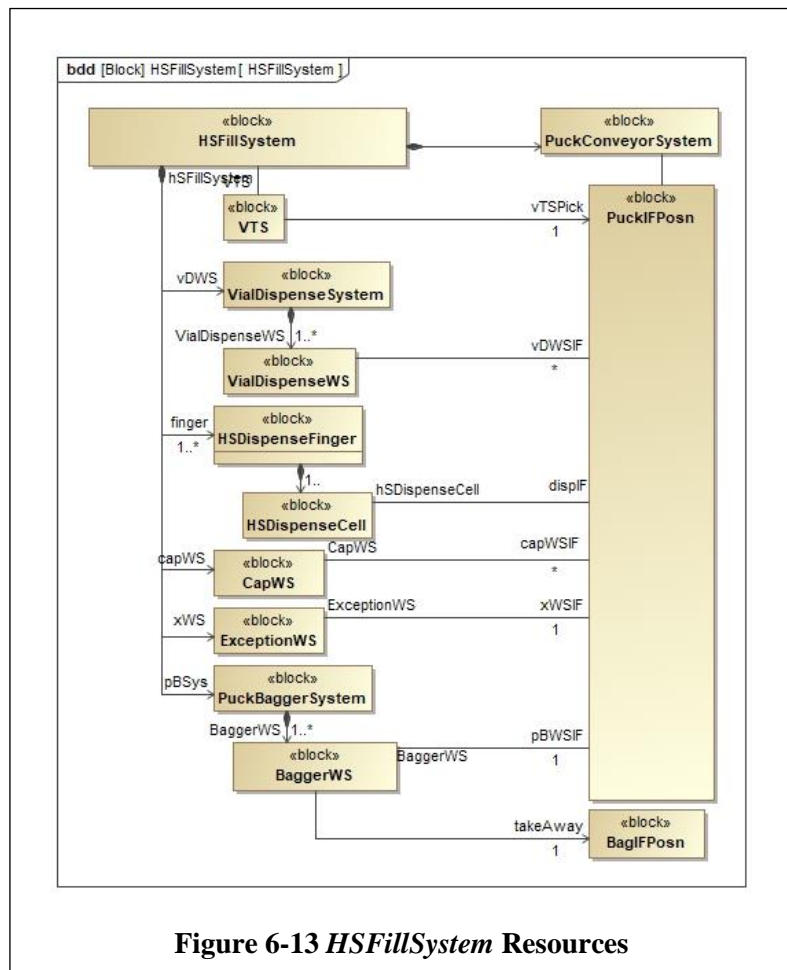 bdd [Block] HSFillSystem[ HSFillSystem ]
«block»
HSFillSystem
«block»
PuckConveyorSystem
hSFillSystem
VTS
«block»
VTS
vTSPick
1
«block»
PuckIFPosn
vDWS
«block»
VialDispenseSystem
VialDispenseWS
1..*
«block»
VialDispenseWS
vDWSIF
*
finger
1..*
«block»
HSDispenseFinger
1..
«block»
HSDispenseCell
hSDispenseCell
dispIF
capWS
«block»
CapWS
CapWS
capWSIF
*
xWS
«block»
ExceptionWS
ExceptionWS
xWSIF
1
pBSys
«block»
PuckBaggerSystem
BaggerWS
1..*
«block»
BaggerWS
BaggerWS
pBWSIF
1
takeAway
1
«block»
BagIFPosn
Figure 6-13 HSFillSystem Resources